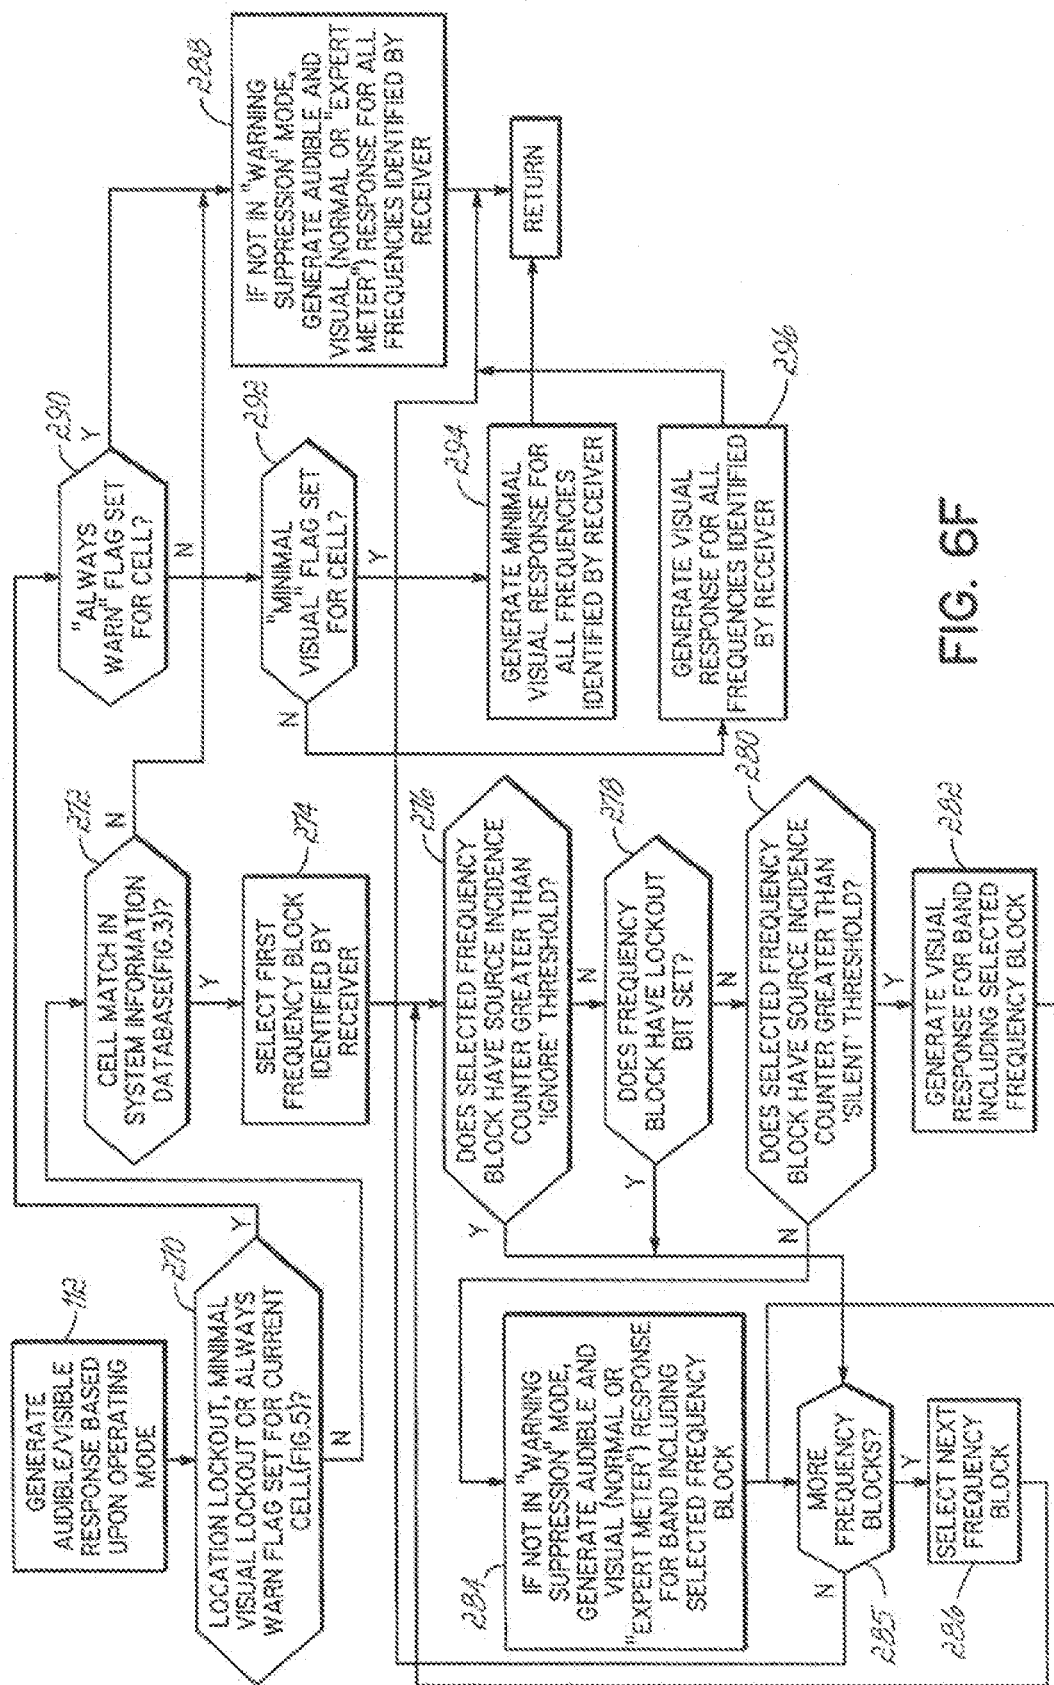 112
GENERATE
AUDIBLE/VISIBLE
RESPONSE BASED
UPON OPERATING
MODE
270
LOCATION LOCKOUT, MINIMAL
VISUAL LOCKOUT OR ALWAYS
WARN FLAG SET FOR CURRENT
CELL(FIG.5)?
Y
N
272
CELL MATCH IN
SYSTEM INFORMATION
DATABASE(FIG.3)?
N
Y
274
SELECT FIRST
FREQUENCY BLOCK
IDENTIFIED BY
RECEIVER
276
DOES SELECTED FREQUENCY
BLOCK HAVE SOURCE INCIDENCE
COUNTER GREATER THAN
'IGNORE' THRESHOLD?
Y
N
278
DOES FREQUENCY
BLOCK HAVE LOCKOUT
BIT SET?
Y
N
280
DOES SELECTED FREQUENCY
BLOCK HAVE SOURCE INCIDENCE
COUNTER GREATER THAN
'SILENT' THRESHOLD?
N
Y
282
GENERATE VISUAL
RESPONSE FOR BAND
INCLUDING SELECTED
FREQUENCY BLOCK
284
IF NOT IN "WARNING
SUPPRESSION" MODE,
GENERATE AUDIBLE AND
VISUAL (NORMAL OR
"EXPERT METER") RESPONSE
FOR BAND INCLUDING
SELECTED FREQUENCY
BLOCK
285
MORE
FREQUENCY
BLOCKS?
N
Y
286
SELECT NEXT
FREQUENCY
BLOCK
290
"ALWAYS
WARN" FLAG SET
FOR CELL?
Y
N
292
"MINIMAL
VISUAL" FLAG SET
FOR CELL?
N
Y
294
GENERATE MINIMAL
VISUAL RESPONSE FOR
ALL FREQUENCIES
IDENTIFIED BY RECEIVER
296
GENERATE VISUAL
RESPONSE FOR ALL
FREQUENCIES IDENTIFIED
BY RECEIVER
288
IF NOT IN "WARNING
SUPPRESSION" MODE,
GENERATE AUDIBLE AND
VISUAL (NORMAL OR "EXPERT
METER") RESPONSE FOR ALL
FREQUENCIES IDENTIFIED BY
RECEIVER
RETURN
FIG. 6F